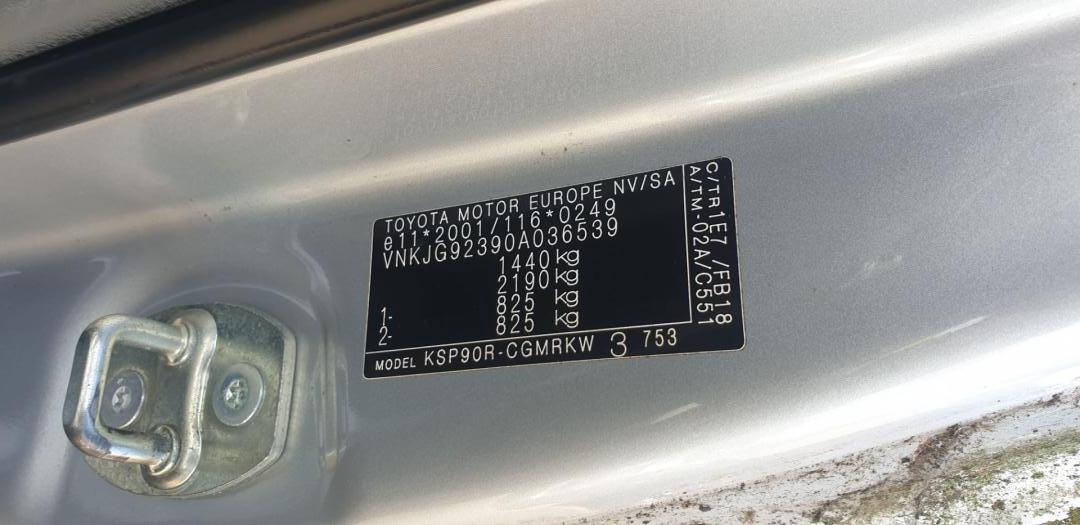 TOYOTA MOTOR EUROPE NV/SA
e11*2001/116*0249
VNKJG92390A036539
1440 kg
2190 kg
1- 825 kg
2- 825 kg
MODEL KSP90R-CGMRKW 3 753
C/TR1E7 /FB18
A/TM-02A/C551